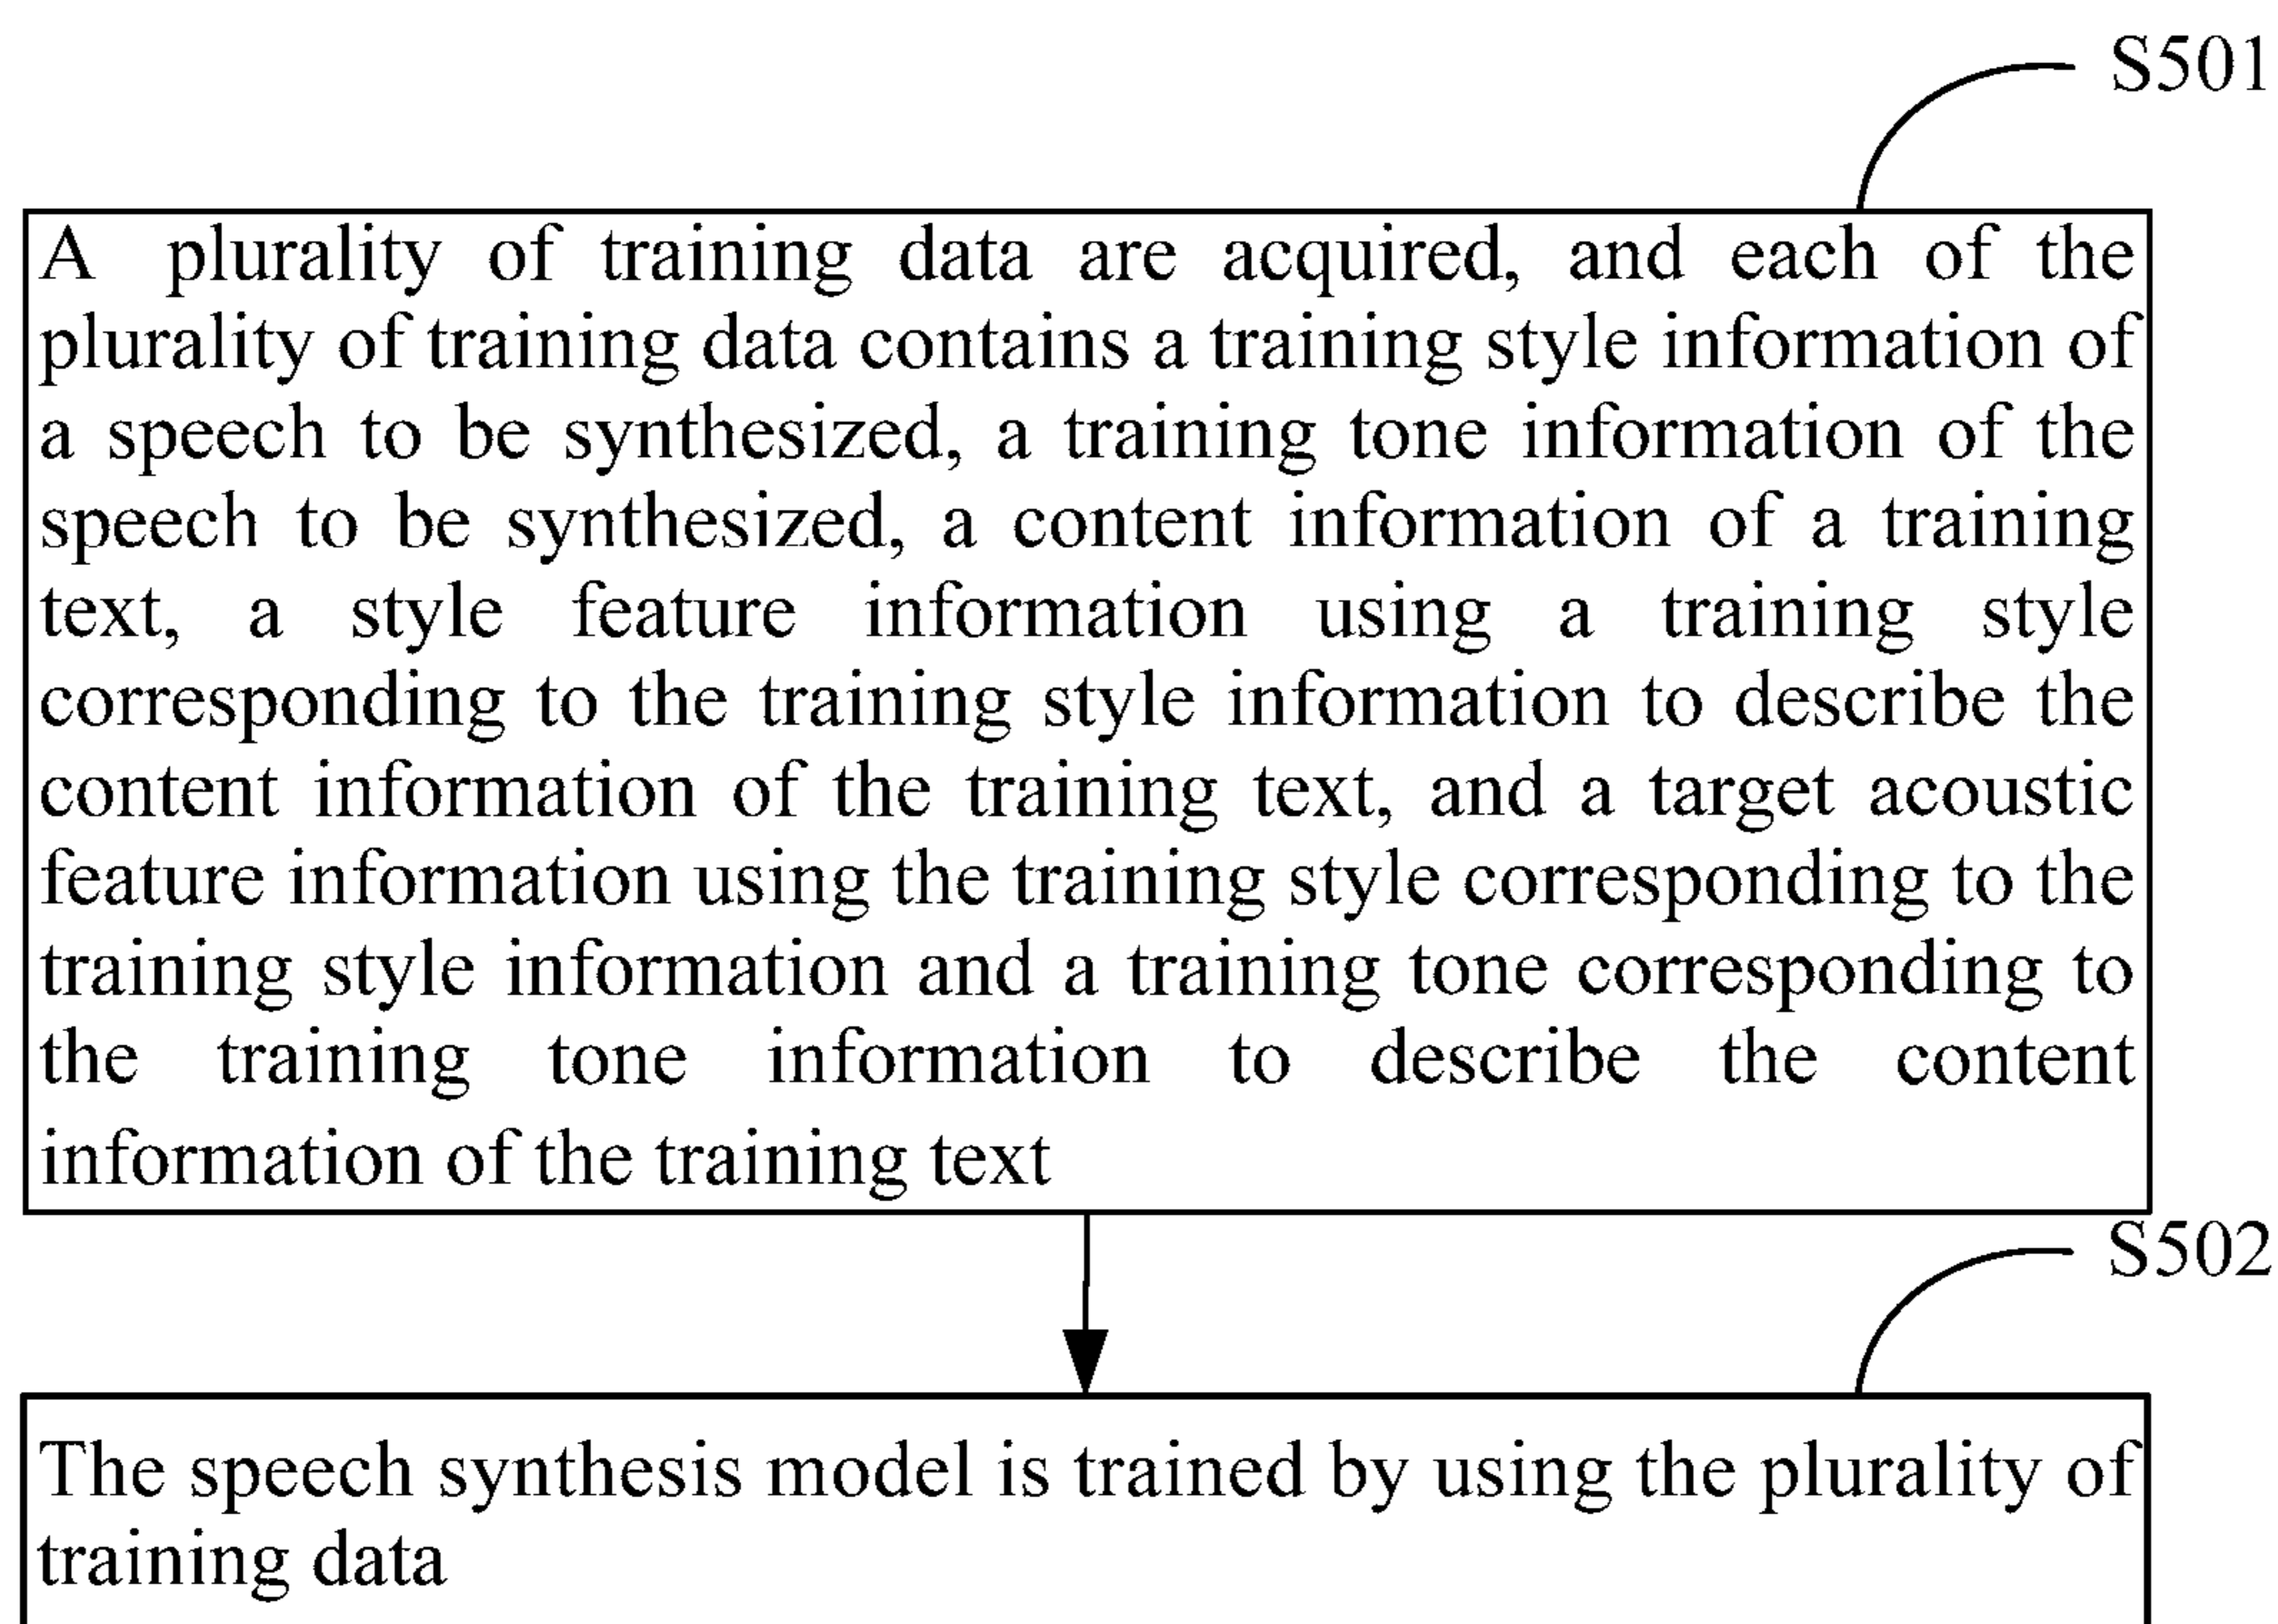 S501
A plurality of training data are acquired, and each of the
plurality of training data contains a training style information of
a speech to be synthesized, a training tone information of the
speech to be synthesized, a content information of a training
text, a style feature information using a training style
corresponding to the training style information to describe the
content information of the training text, and a target acoustic
feature information using the training style corresponding to the
training style information and a training tone corresponding to
the training tone information to describe the content
information of the training text
S502
The speech synthesis model is trained by using the plurality of
training data